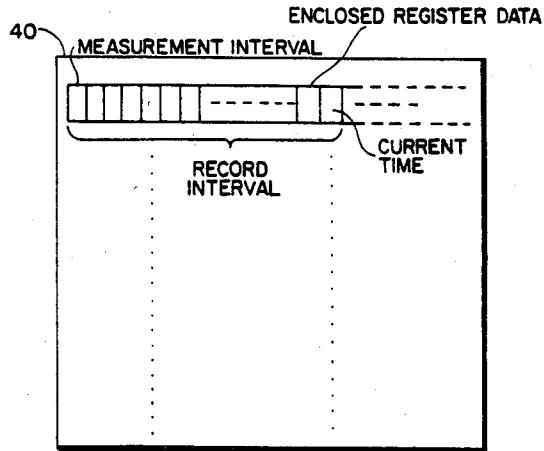 ENCLOSED REGISTER DATA
40
MEASUREMENT INTERVAL
CURRENT
TIME
RECORD
INTERVAL